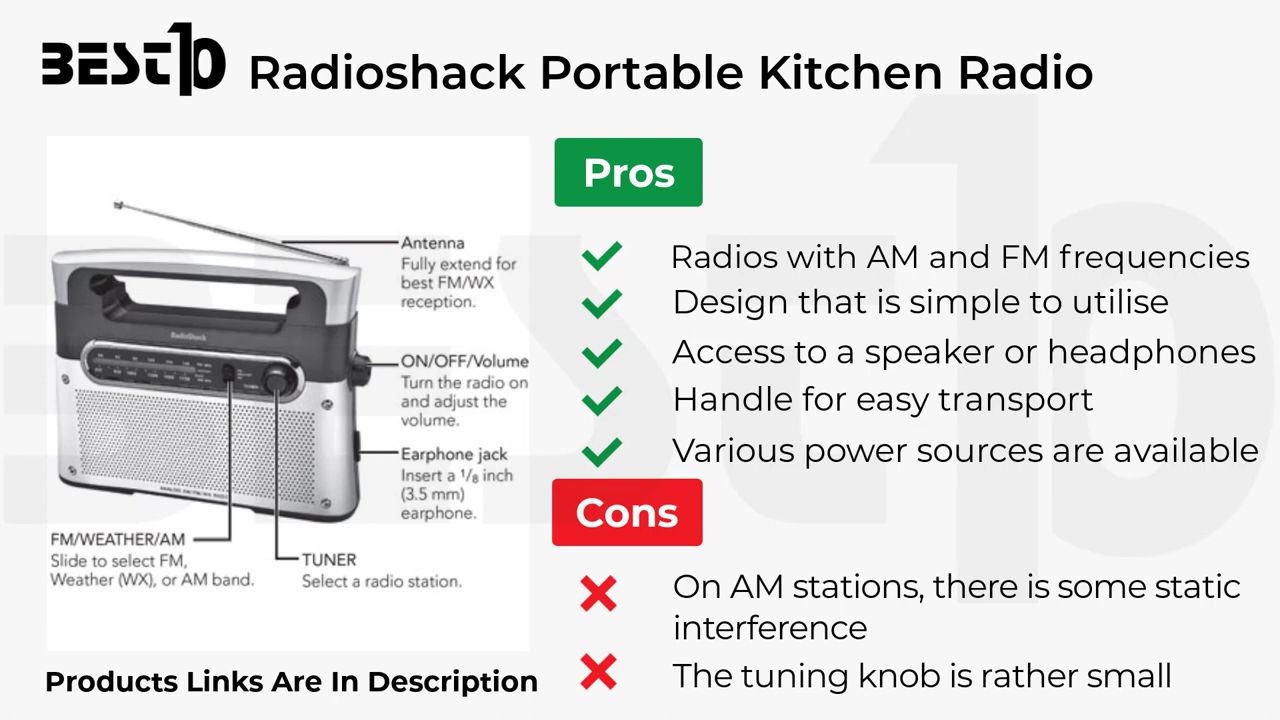 BEST10 Radioshack Portable Kitchen Radio
Antenna
Fully extend for
best FM/WX
reception.
RadioShack
ON/OFF/Volume
Turn the radio on
and adjust the
volume.
Earphone jack
Insert a 1/8 inch
(3.5 mm)
earphone.
FM/WEATHER/AM
Slide to select FM,
Weather (WX), or AM band.
TUNER
Select a radio station.
Products Links Are In Description
Pros
Radios with AM and FM frequencies
Design that is simple to utilise
Access to a speaker or headphones
Handle for easy transport
Various power sources are available
Cons
On AM stations, there is some static
interference
The tuning knob is rather small
BEST10